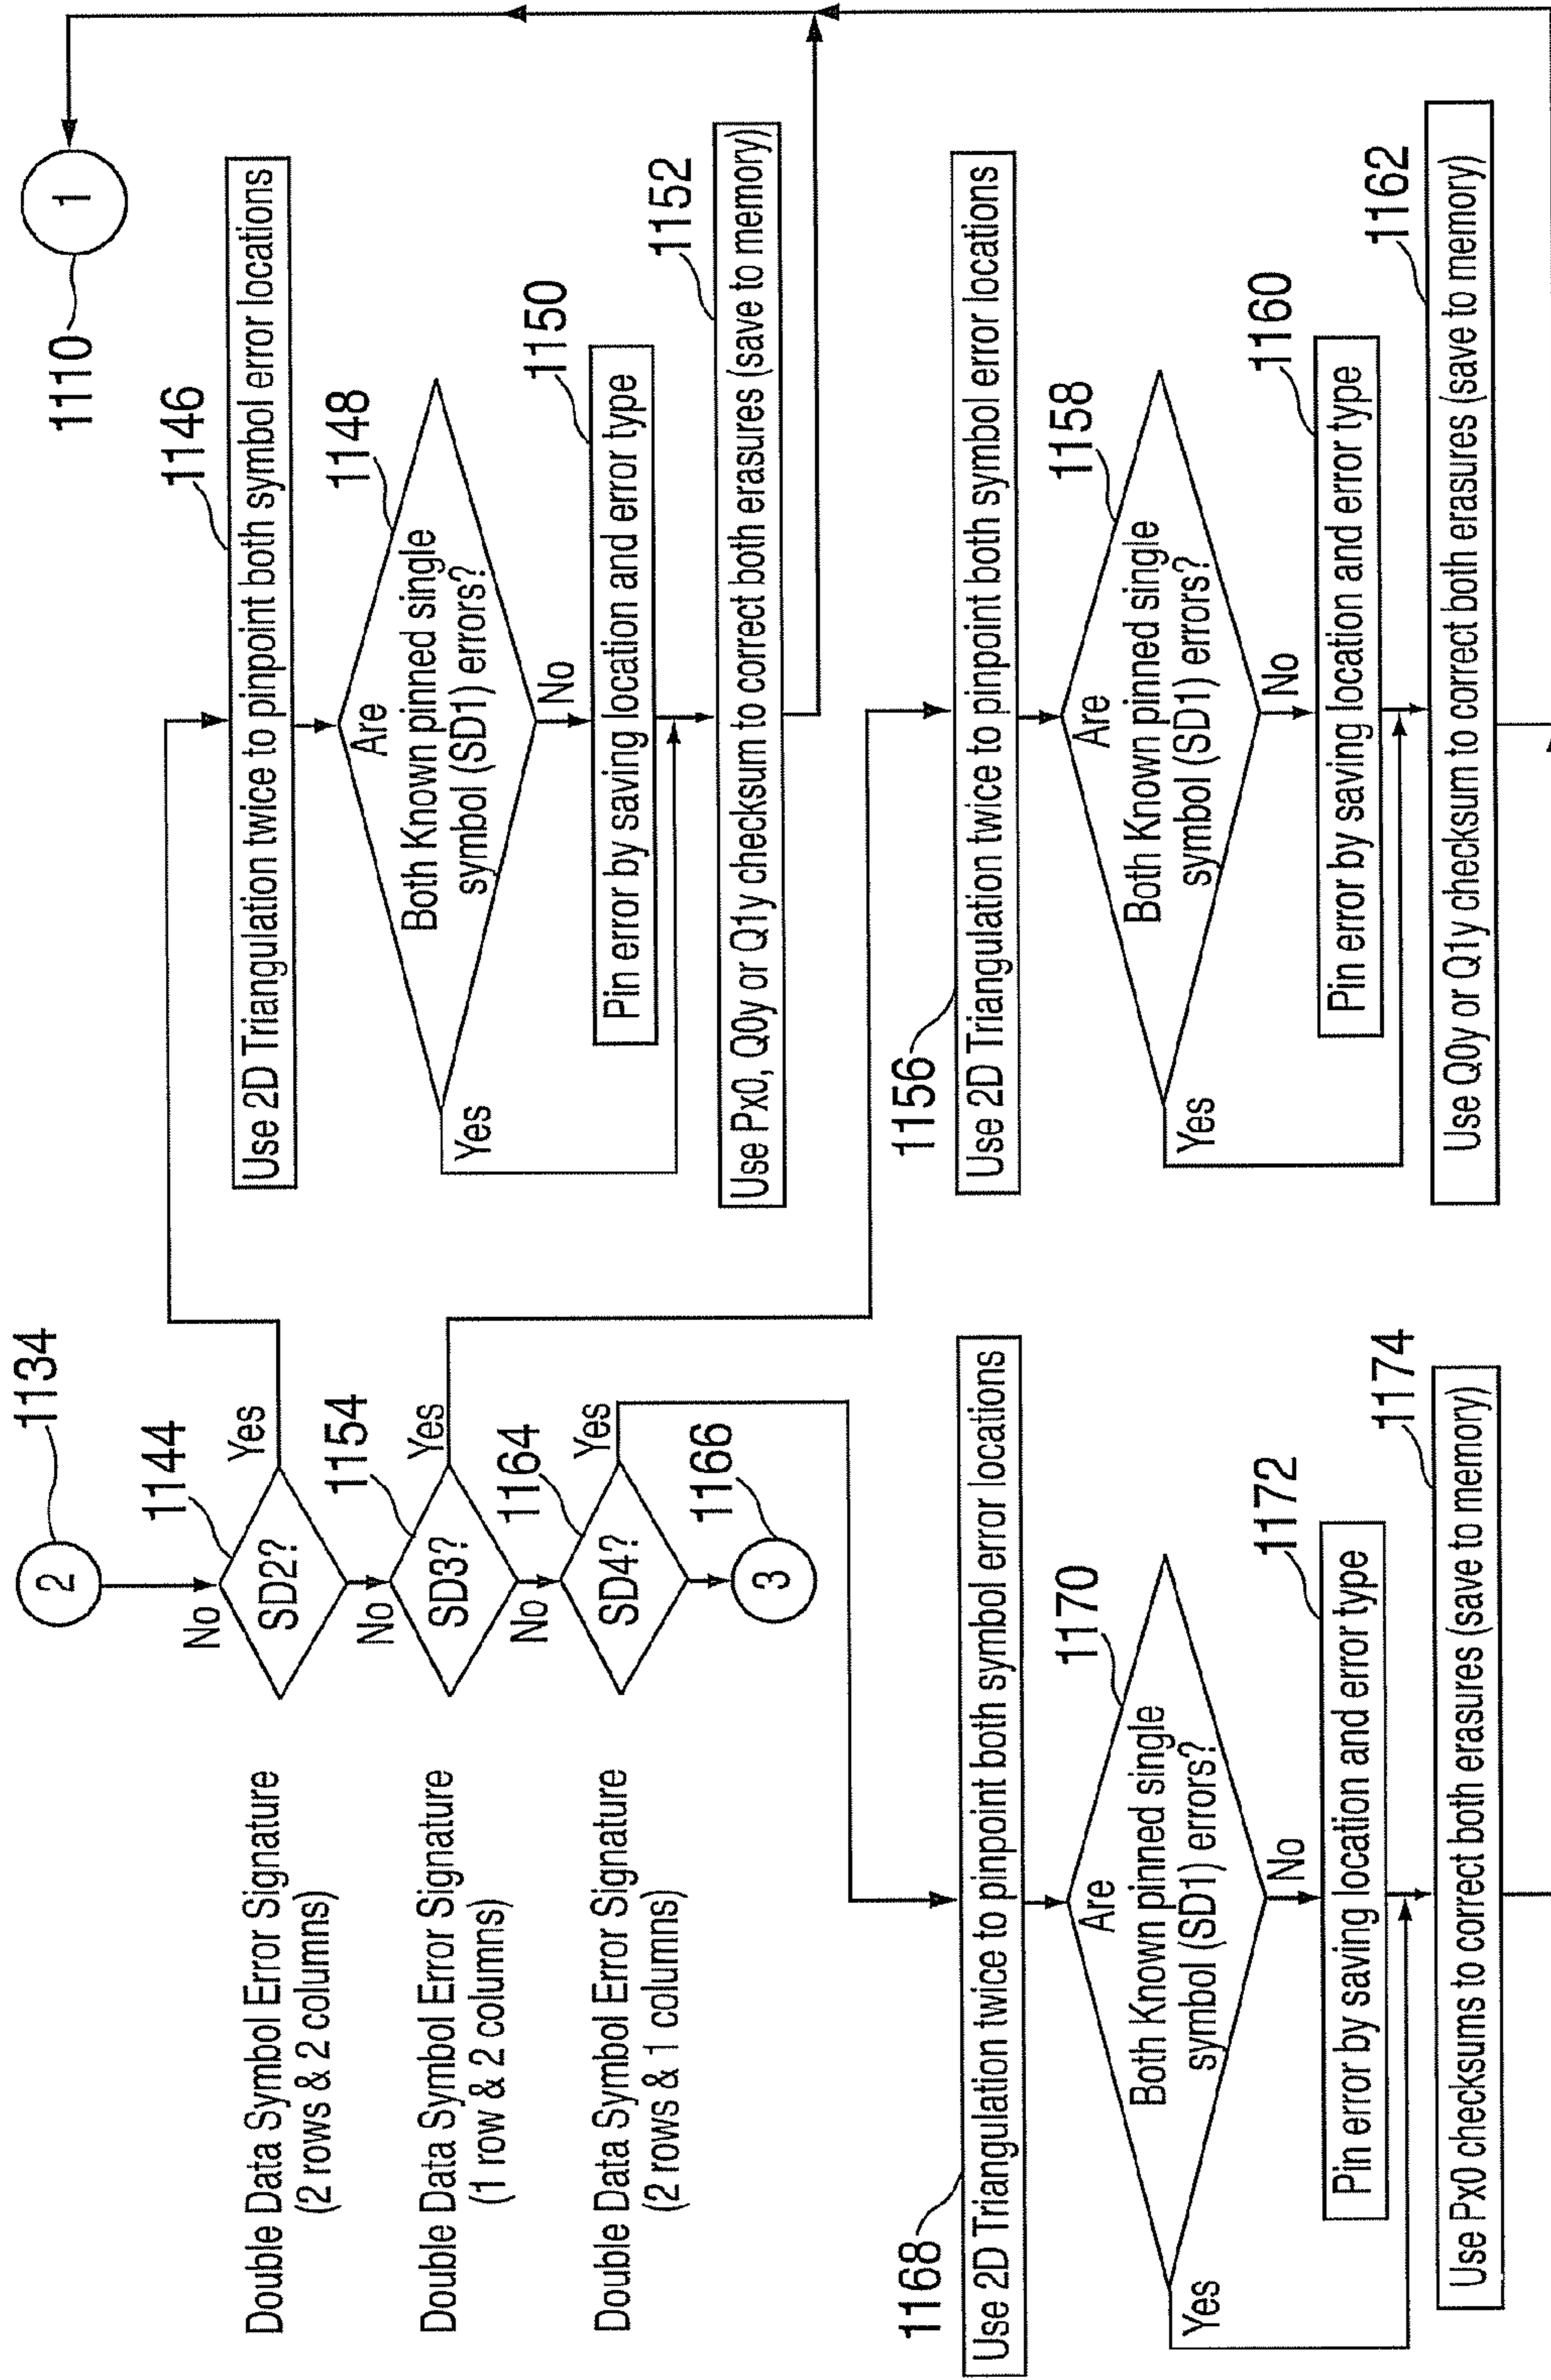 2
1134
1110
1
1144
No
SD2?
Yes
Double Data Symbol Error Signature
(2 rows & 2 columns)
1154
No
SD3?
Yes
Double Data Symbol Error Signature
(1 row & 2 columns)
1164
No
SD4?
Yes
Double Data Symbol Error Signature
(2 rows & 1 columns)
1166
3
1146
Use 2D Triangulation twice to pinpoint both symbol error locations
1148
Are
Both Known pinned single
symbol (SD1) errors?
Yes
No
1150
Pin error by saving location and error type
1152
Use Px0, Q0y or Q1y checksum to correct both erasures (save to memory)
1156
Use 2D Triangulation twice to pinpoint both symbol error locations
1158
Are
Both Known pinned single
symbol (SD1) errors?
Yes
No
1160
Pin error by saving location and error type
1162
Use Q0y or Q1y checksum to correct both erasures (save to memory)
1168
Use 2D Triangulation twice to pinpoint both symbol error locations
1170
Are
Both Known pinned single
symbol (SD1) errors?
Yes
No
1172
Pin error by saving location and error type
1174
Use Px0 checksums to correct both erasures (save to memory)